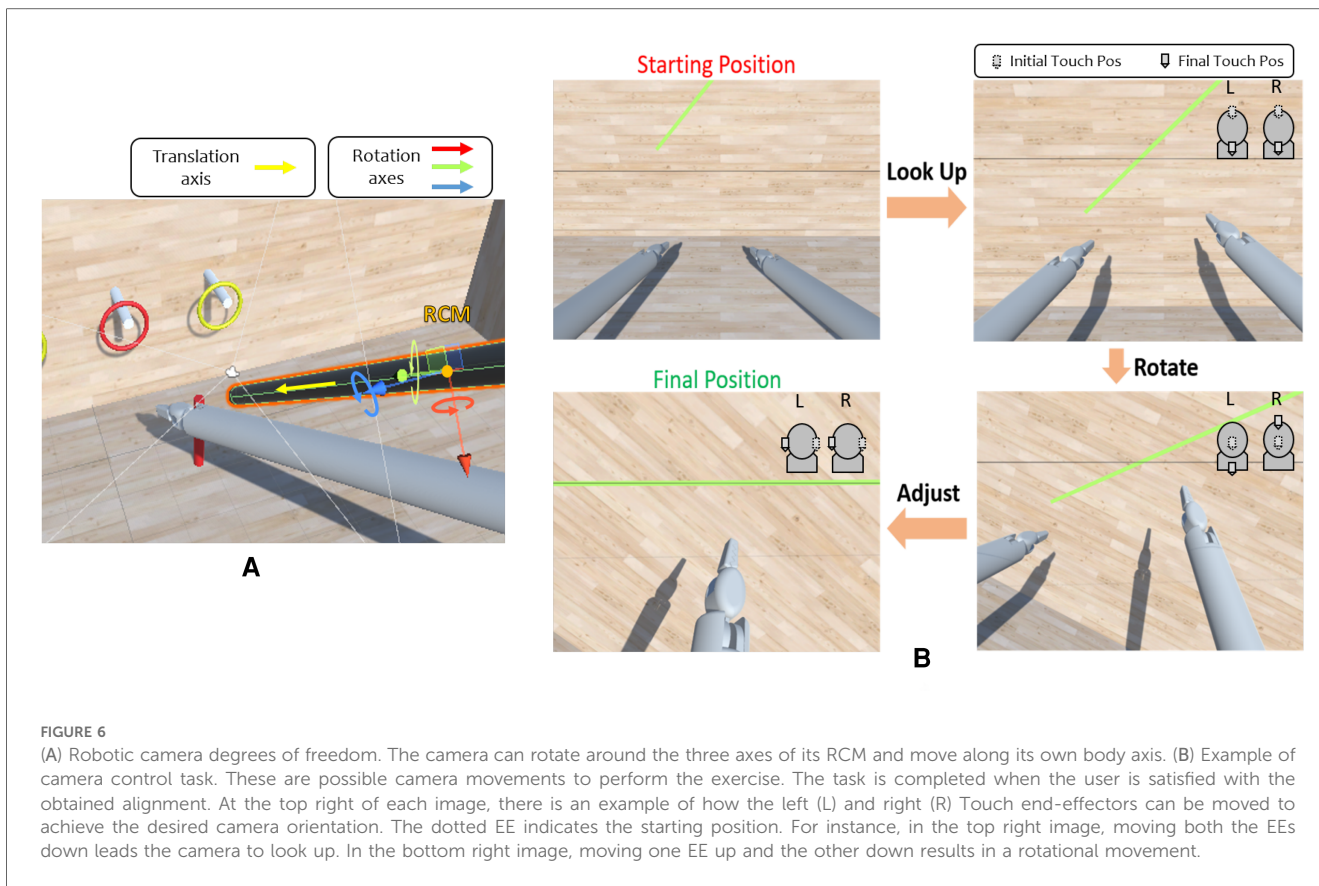 Translation
axis
Rotation
axes
RCM
A
Starting Position
Look Up
Initial Touch Pos Final Touch Pos
L R
Rotate
L R
Adjust
Final Position
L R
B
FIGURE 6
(A) Robotic camera degrees of freedom. The camera can rotate around the three axes of its RCM and move along its own body axis. (B) Example of
camera control task. These are possible camera movements to perform the exercise. The task is completed when the user is satisfied with the
obtained alignment. At the top right of each image, there is an example of how the left (L) and right (R) Touch end-effectors can be moved to
achieve the desired camera orientation. The dotted EE indicates the starting position. For instance, in the top right image, moving both the EEs
down leads the camera to look up. In the bottom right image, moving one EE up and the other down results in a rotational movement.